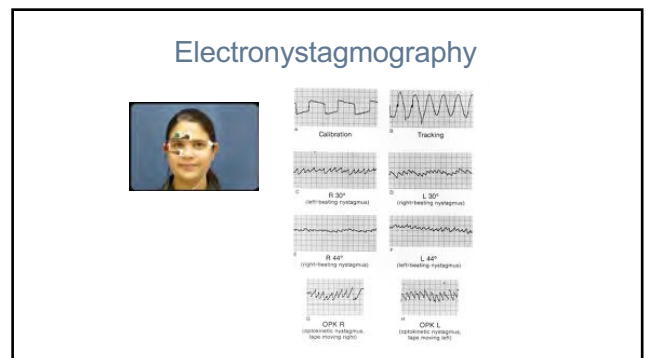 Electronystagmography
A
Calibration
B
Tracking
C
R 30°
(left-beating nystagmus)
D
L 30°
(right-beating nystagmus)
E
R 44°
(right-beating nystagmus)
F
L 44°
(left-beating nystagmus)
G
OPK R
(optokinetic nystagmus,
tape moving right)
H
OPK L
(optokinetic nystagmus,
tape moving left)